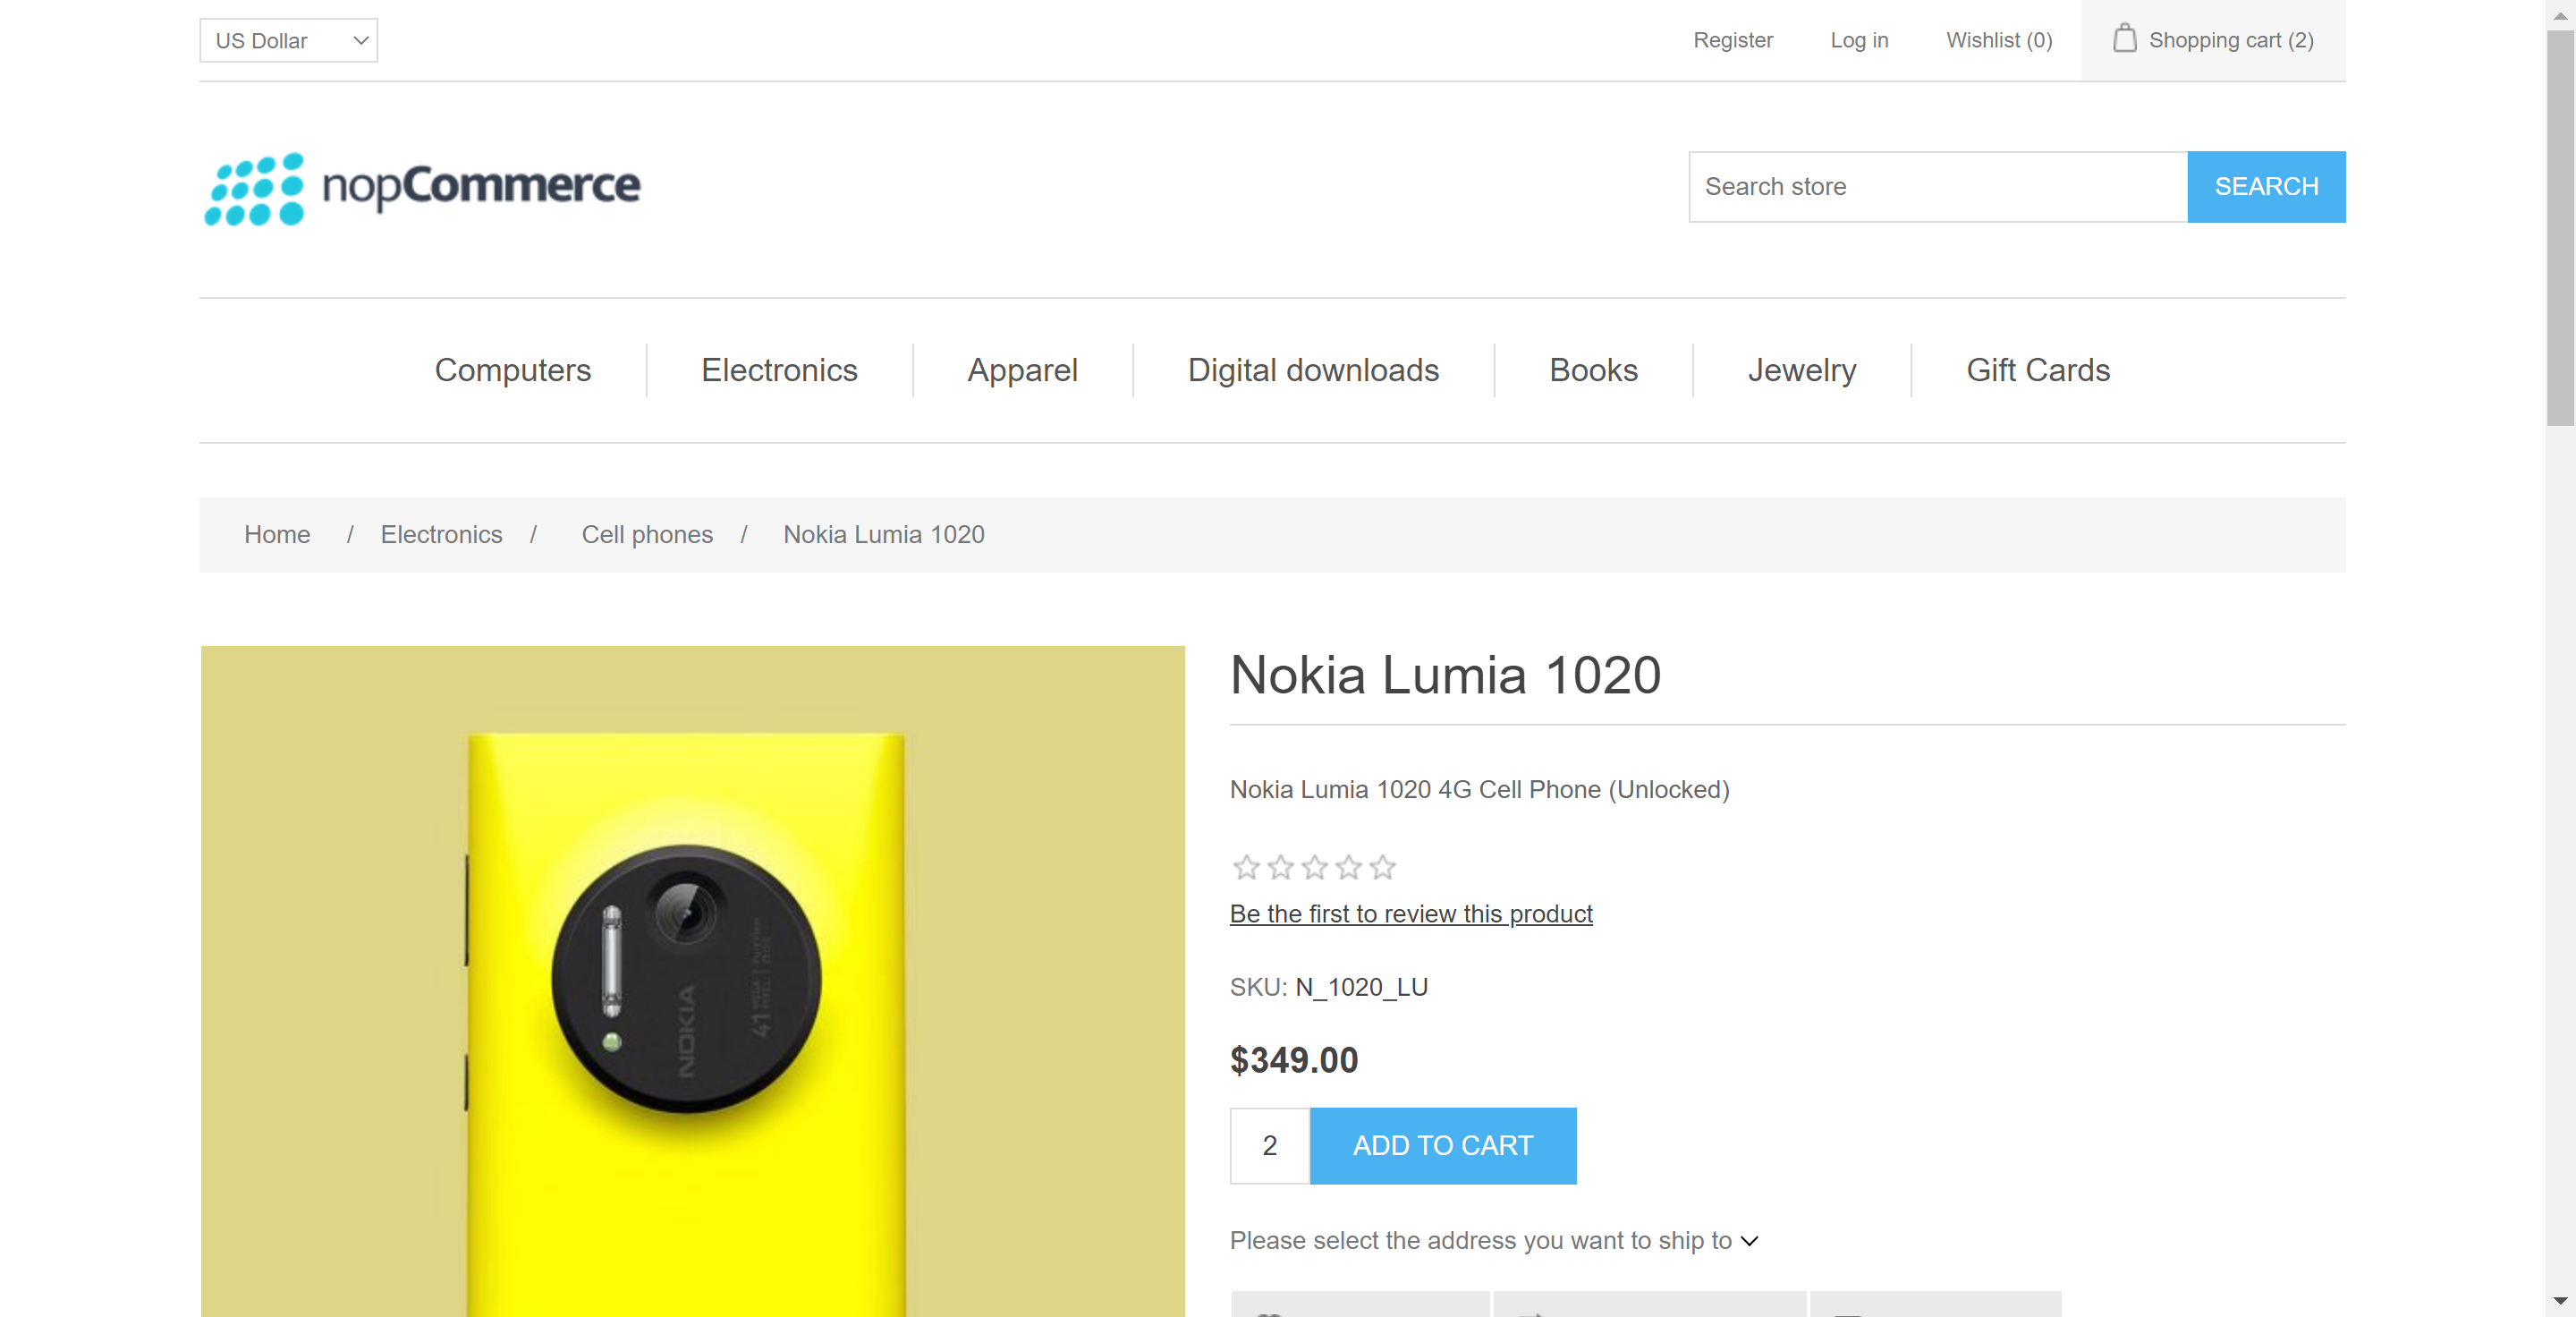 US Dollar
Register
Log in
Wishlist (0)
Shopping cart (2)
nopCommerce
Search store
SEARCH
Computers
Electronics
Apparel
Digital downloads
Books
Jewelry
Gift Cards
Home / Electronics / Cell phones / Nokia Lumia 1020
Nokia Lumia 1020
Nokia Lumia 1020 4G Cell Phone (Unlocked)
Be the first to review this product
SKU: N_1020_LU
$349.00
2
ADD TO CART
Please select the address you want to ship to
NOKIA
41 MEGA PIXEL